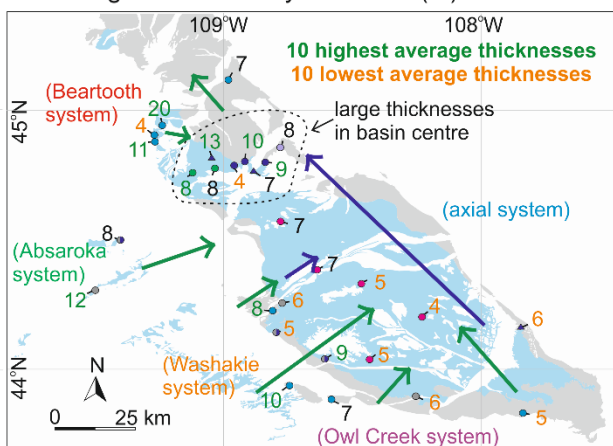 109°W
108°W
7
10 highest average thicknesses
10 lowest average thicknesses
(Beartooth
system)
45°N
20
4
11
large thicknesses
in basin centre
13
10
8
8
8
4
7
9
7
(axial system)
8
(Absaroka
system)
7
12
5
6
8
4
6
5
9
5
44°N
(Washakie
system)
N
10
7
6
5
0
25 km
(Owl Creek system)